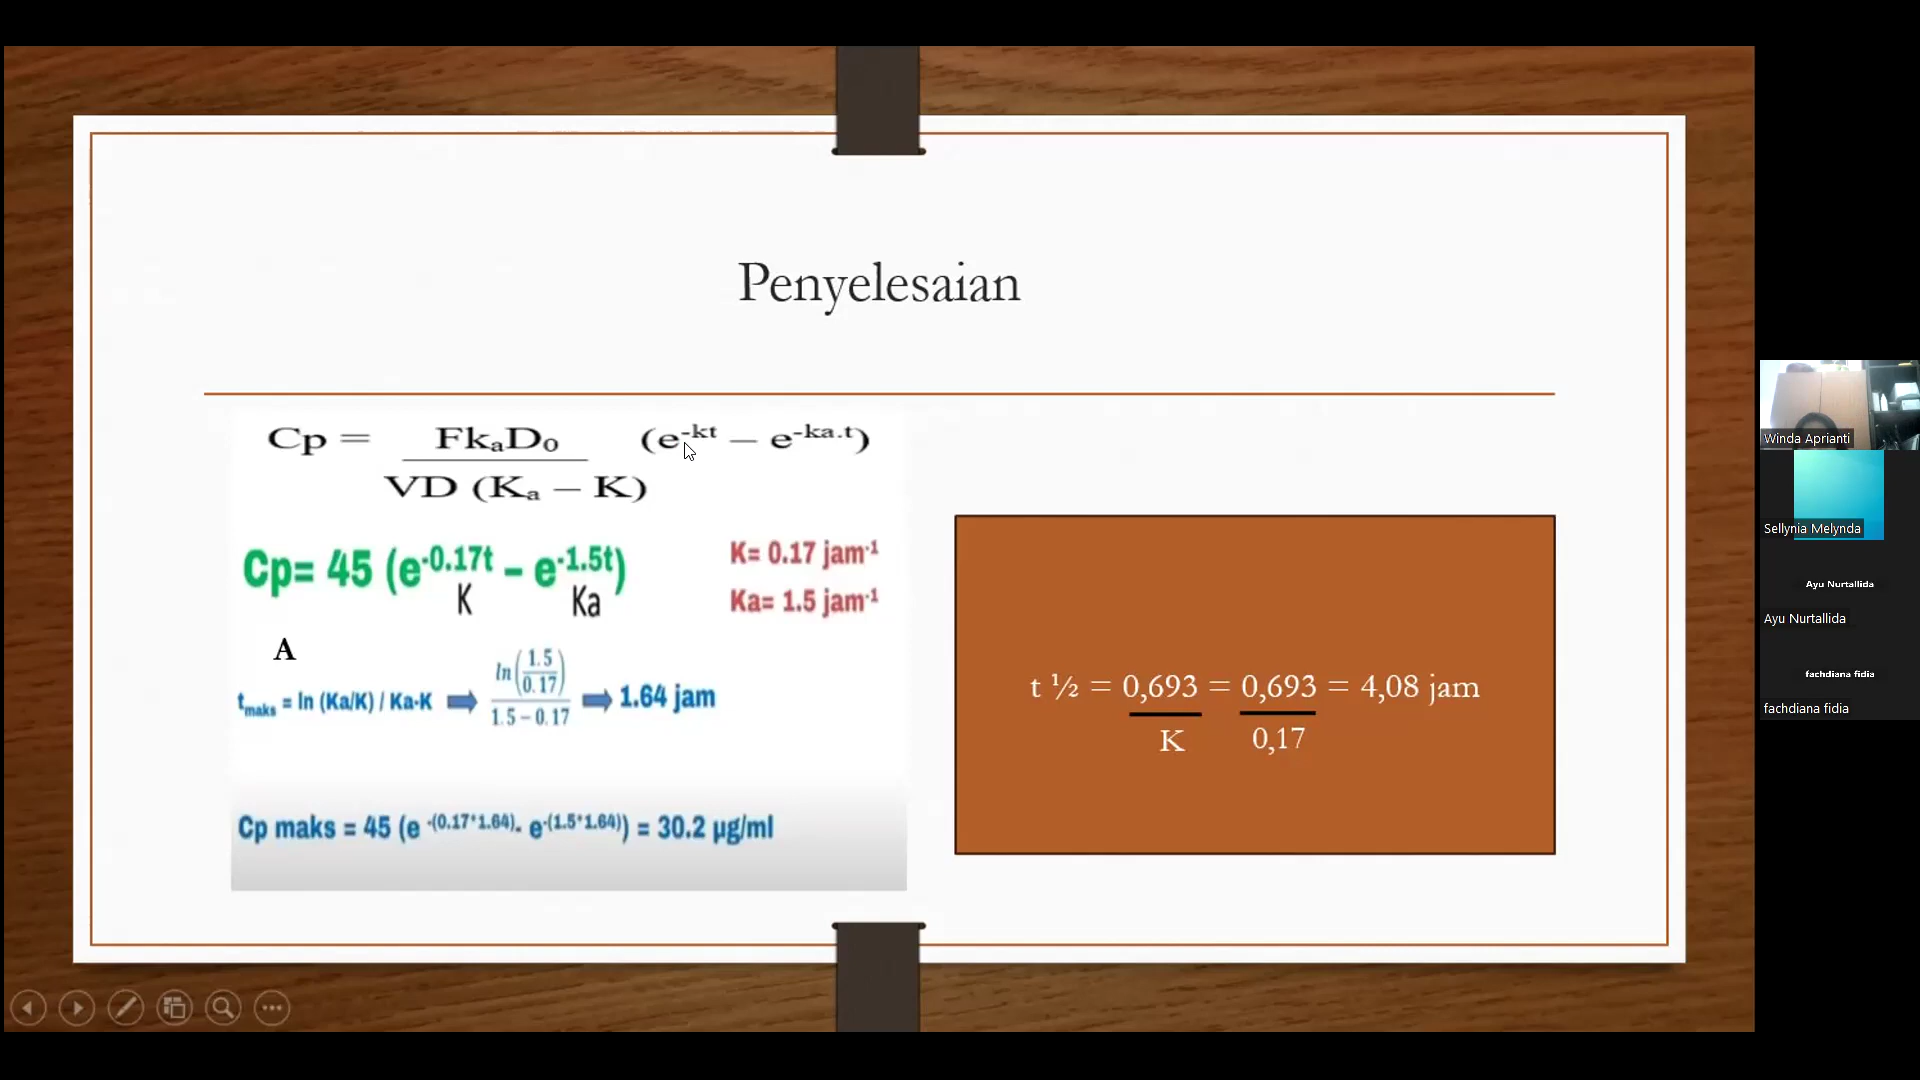 Penyelesaian
Cp = FkaD0 (e-kt – e-ka.t)
VD (Ka – K)
Cp= 45 (e-0.17t – e-1.5t)
K Ka
K= 0.17 jam-1
Ka= 1.5 jam-1
A
tmaks = ln (Ka/K) / Ka-K ln(1.5/0.17) 1.64 jam
1.5 – 0.17
Cp maks = 45 (e -(0.17*1.64)- e-(1.5*1.64)) = 30.2 µg/ml
t ½ = 0,693 = 0,693 = 4,08 jam
K 0,17
Winda Aprianti
Sellynia Melynda
Ayu Nurtallida
Ayu Nurtallida
fachdiana fidia
fachdiana fidia